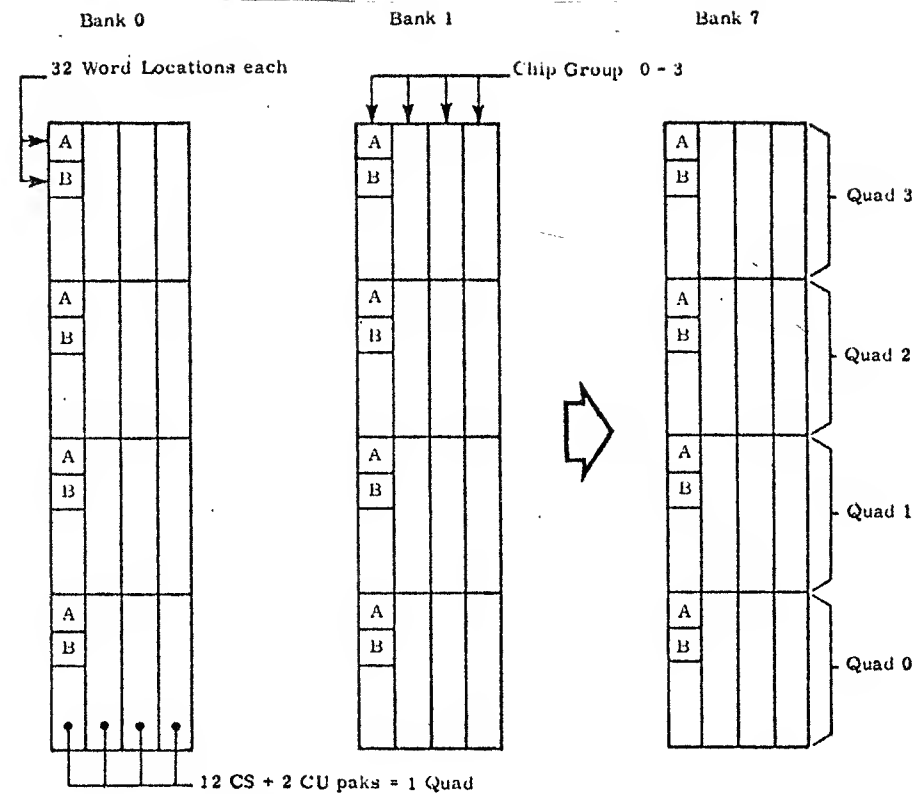 Bank 0
Bank 1
Bank 7
32 Word Locations each
Chip Group 0 - 3
A
A
A
B
B
B
Quad 3
A
A
A
B
B
B
Quad 2
A
A
A
B
B
B
Quad 1
A
A
A
B
B
B
Quad 0
12 CS + 2 CU paks = 1 Quad